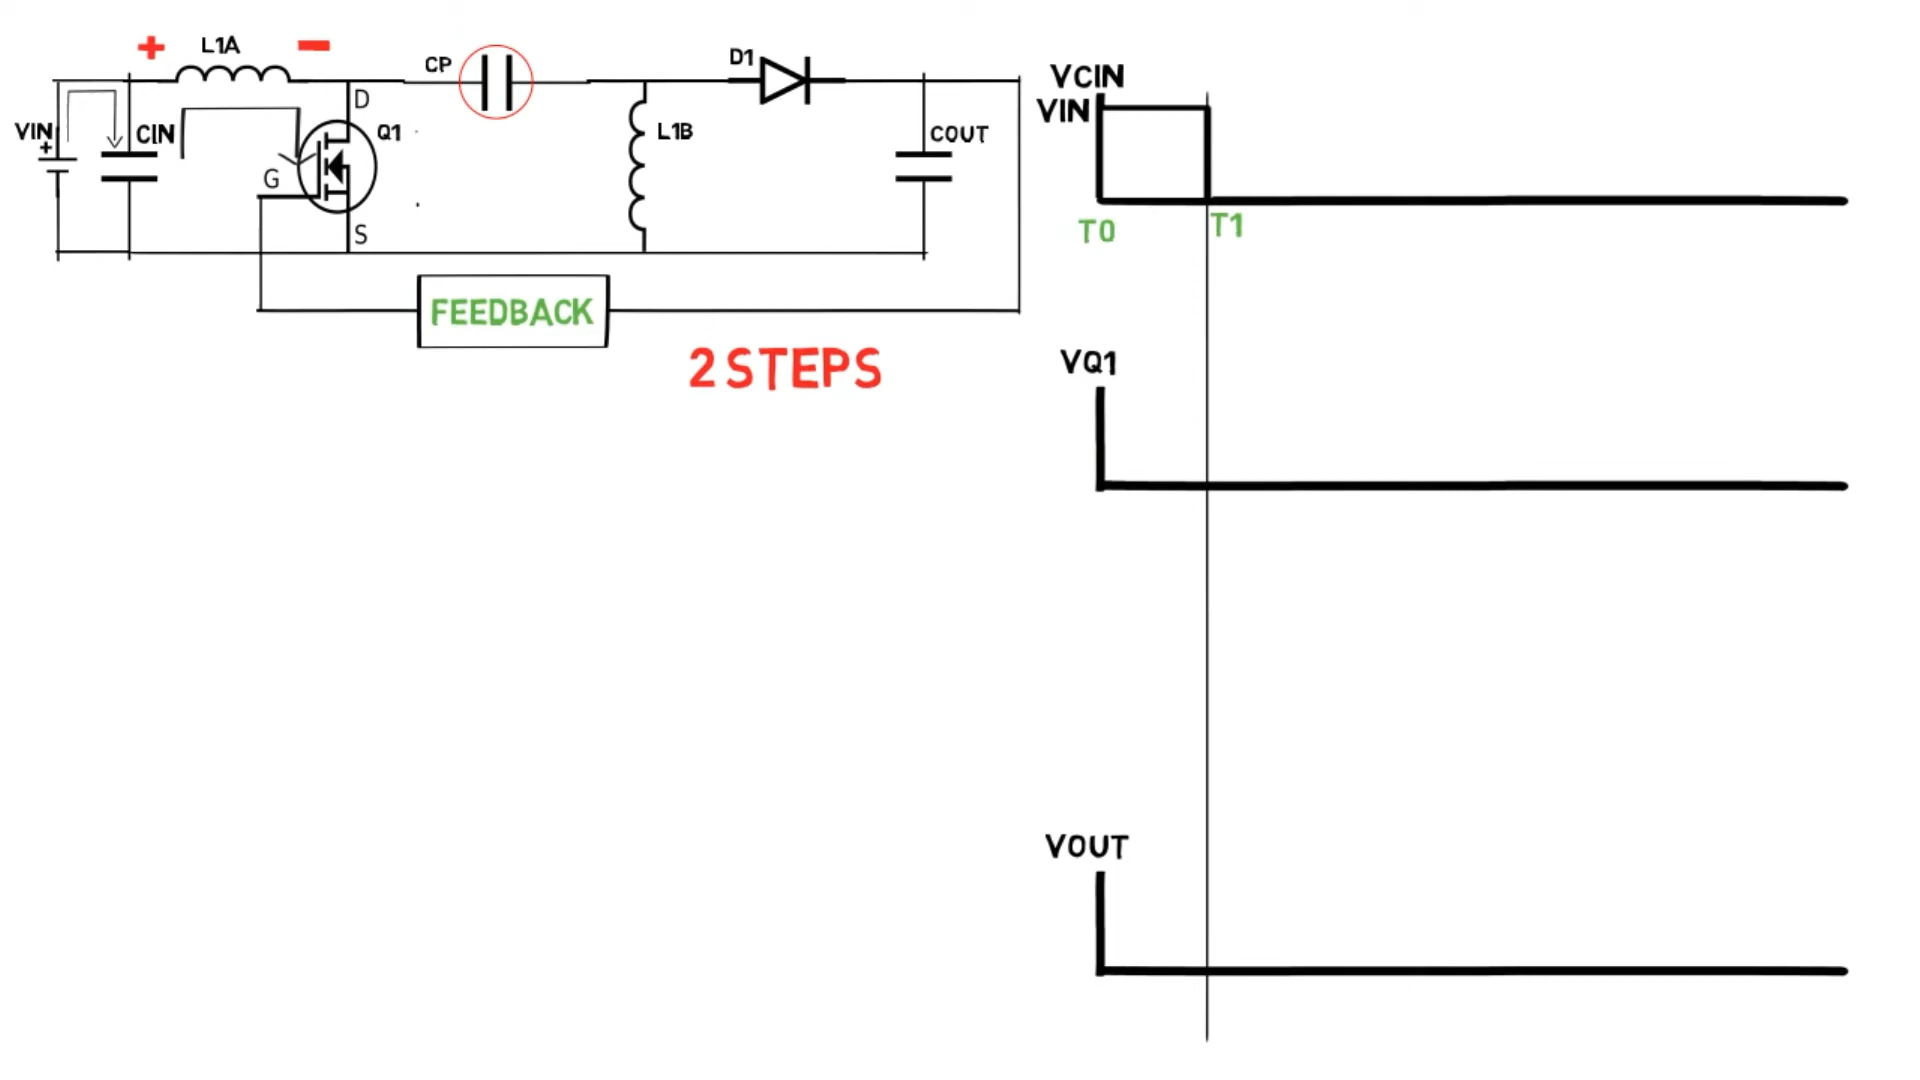 L1A
CP
D1
VIN
+
CIN
D
Q1
G
S
L1B
COUT
FEEDBACK
2 STEPS
VCIN
VIN
T0
T1
VQ1
VOUT